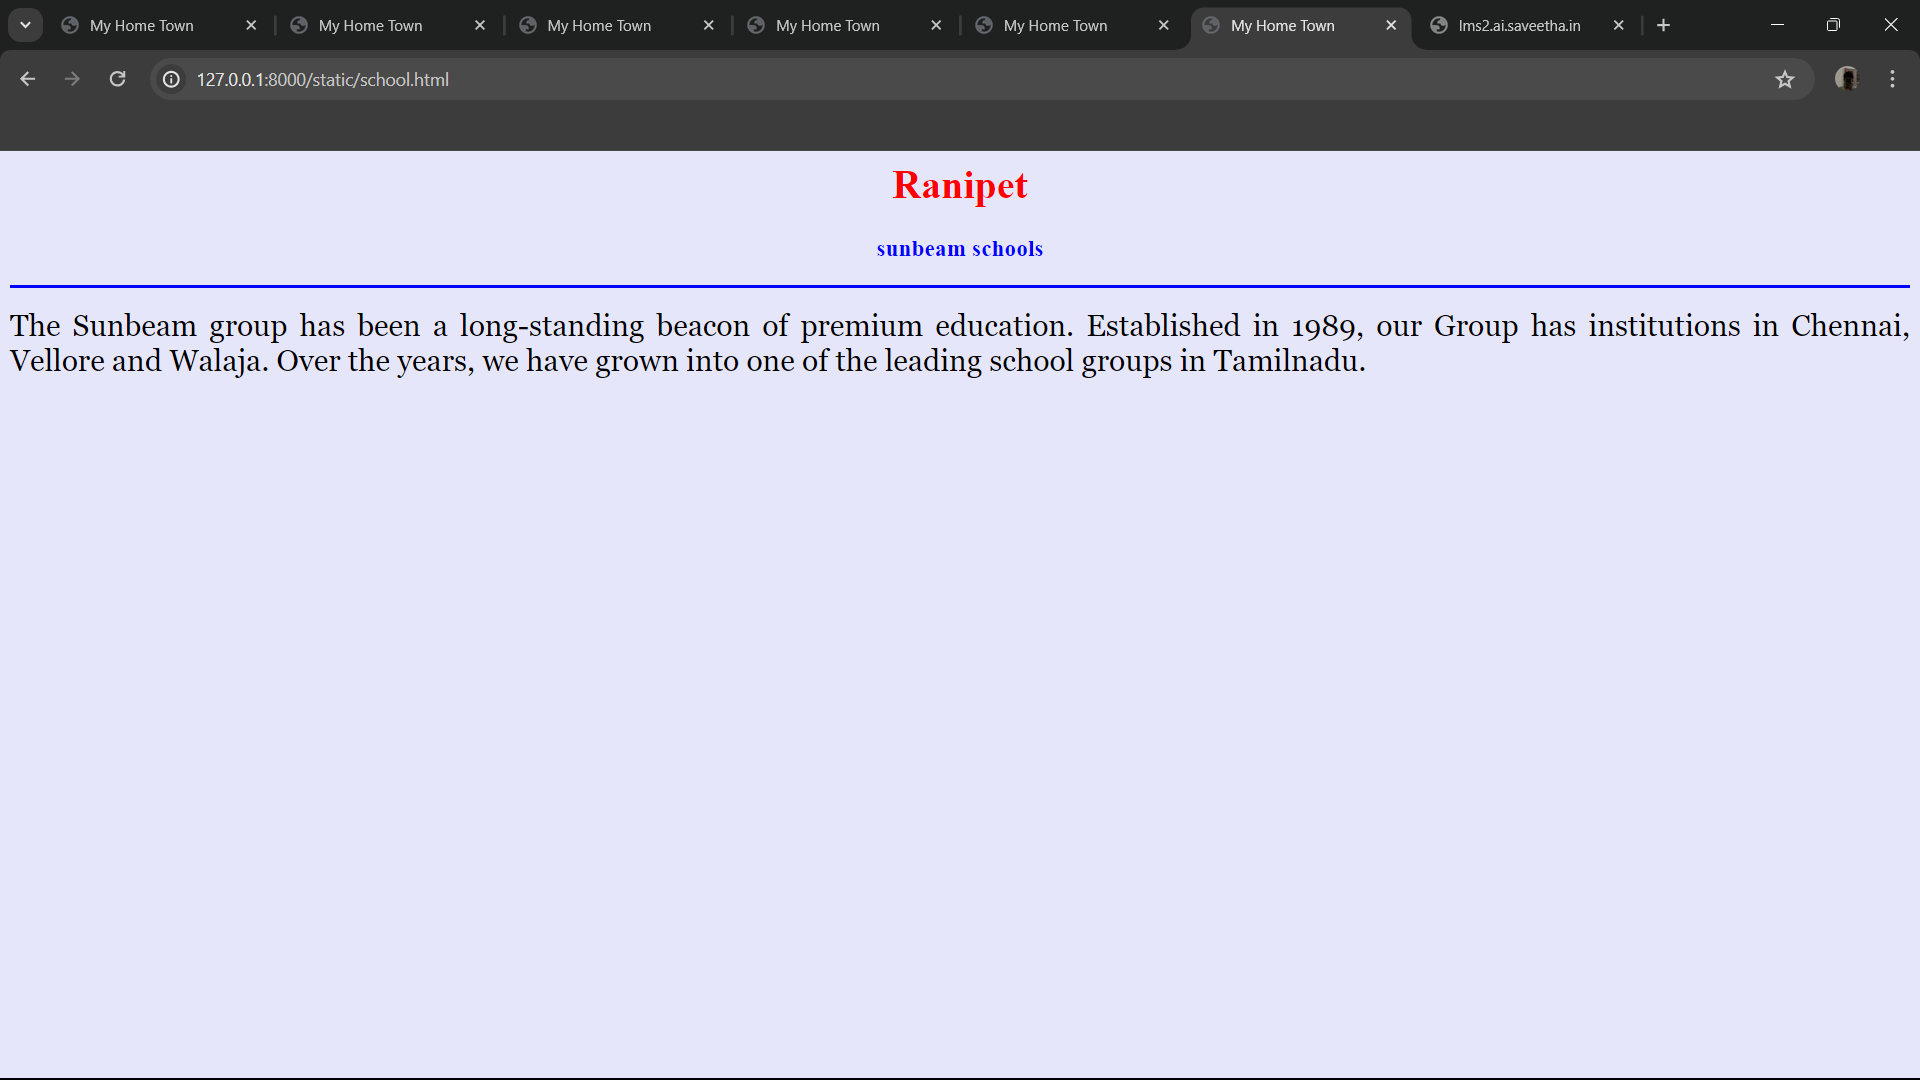 My Home Town My Home Town My Home Town My Home Town My Home Town My Home Town lms2.ai.saveetha.in
127.0.0.1:8000/static/school.html
Ranipet
sunbeam schools
The Sunbeam group has been a long-standing beacon of premium education. Established in 1989, our Group has institutions in Chennai,
Vellore and Walaja. Over the years, we have grown into one of the leading school groups in Tamilnadu.